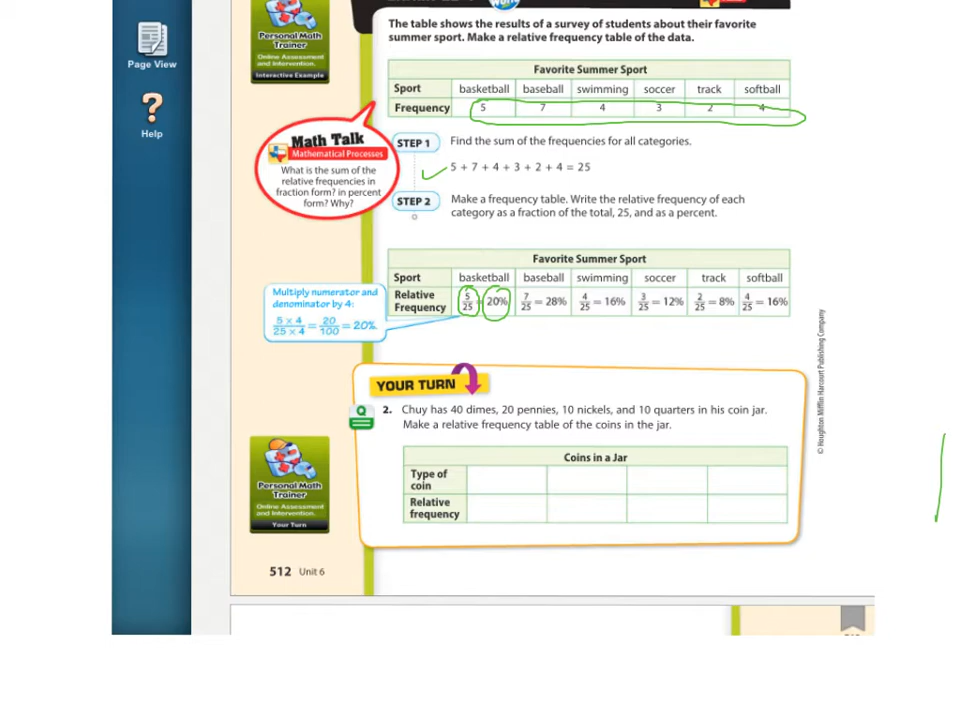 Page View
Help
Personal Math
Trainer
Online Assessment
and Intervention.
Interactive Example
The table shows the results of a survey of students about their favorite
summer sport. Make a relative frequency table of the data.
Favorite Summer Sport
Sport basketball baseball swimming soccer track softball
Frequency 5 7 4 3 2 4
Math Talk
Mathematical Processes
What is the sum of the
relative frequencies in
fraction form? in percent
form? Why?
STEP 1 Find the sum of the frequencies for all categories.
5 + 7 + 4 + 3 + 2 + 4 = 25
STEP 2 Make a frequency table. Write the relative frequency of each
category as a fraction of the total, 25, and as a percent.
Favorite Summer Sport
Sport basketball baseball swimming soccer track softball
Relative Frequency 5/25 = 20% 7/25 = 28% 4/25 = 16% 3/25 = 12% 2/25 = 8% 4/25 = 16%
Multiply numerator and
denominator by 4:
5 × 4/25 × 4 = 20/100 = 20%.
YOUR TURN
2. Chuy has 40 dimes, 20 pennies, 10 nickels, and 10 quarters in his coin jar.
Make a relative frequency table of the coins in the jar.
Coins in a Jar
Type of
coin
Relative
frequency
Personal Math
Trainer
Online Assessment
and Intervention.
Your Turn
512 Unit 6
© Houghton Mifflin Harcourt Publishing Company